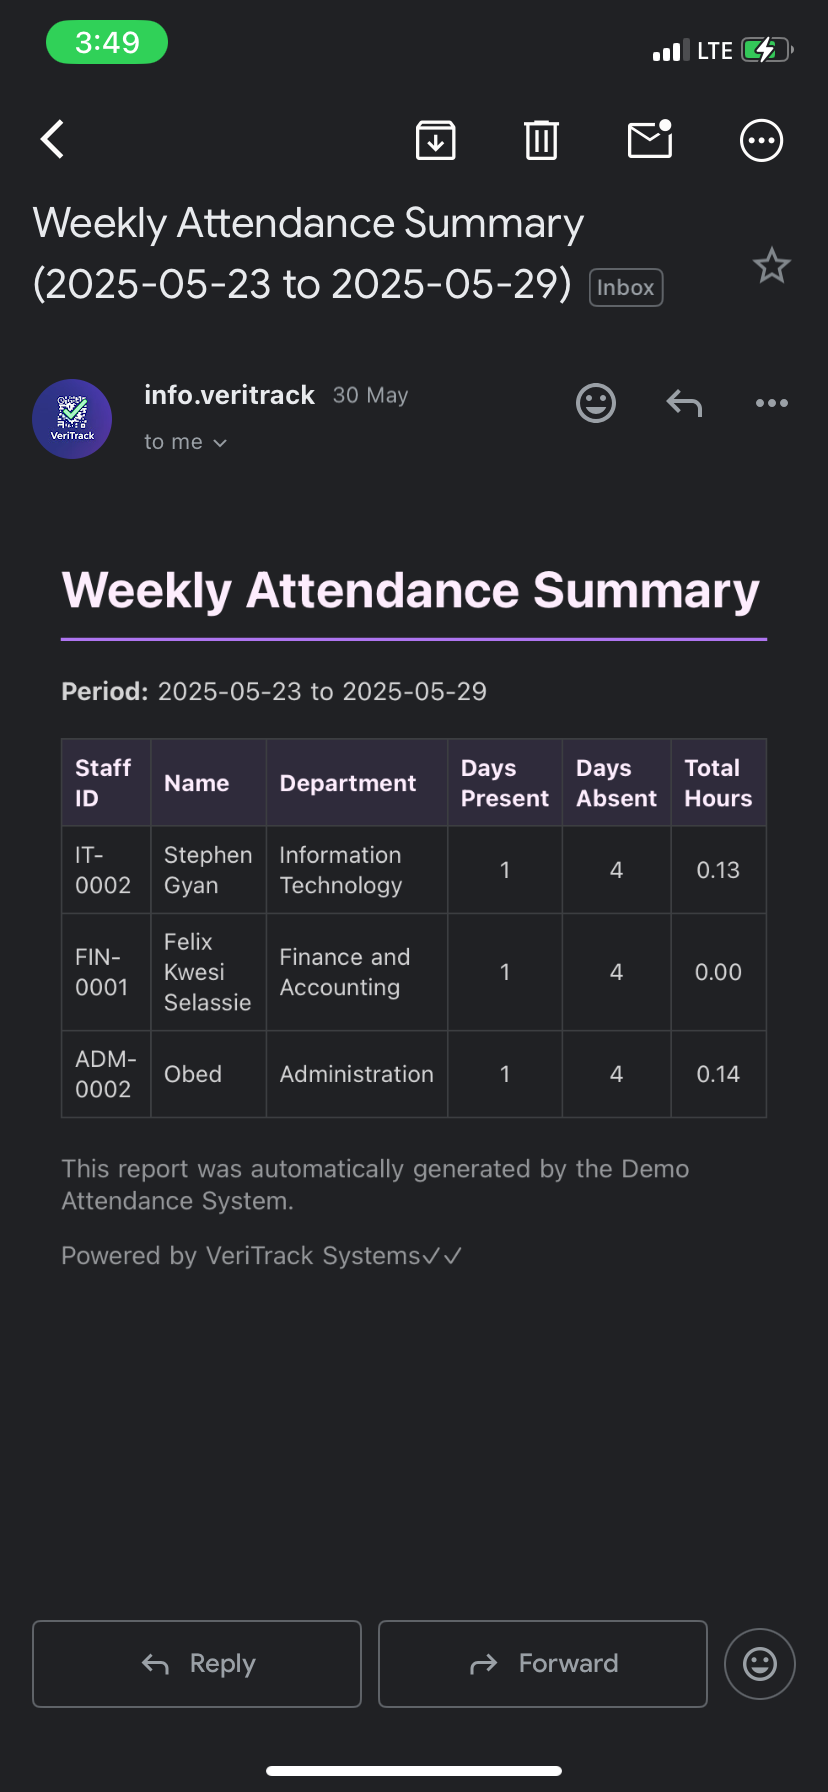 3:49
LTE
Weekly Attendance Summary
(2025-05-23 to 2025-05-29) Inbox
VeriTrack
info.veritrack 30 May
to me
Weekly Attendance Summary
Period: 2025-05-23 to 2025-05-29
Staff ID Name Department Days Present Days Absent Total Hours
IT-0002 Stephen Gyan Information Technology 1 4 0.13
FIN-0001 Felix Kwesi Selassie Finance and Accounting 1 4 0.00
ADM-0002 Obed Administration 1 4 0.14
This report was automatically generated by the Demo
Attendance System.
Powered by VeriTrack Systems✓✓
Reply Forward